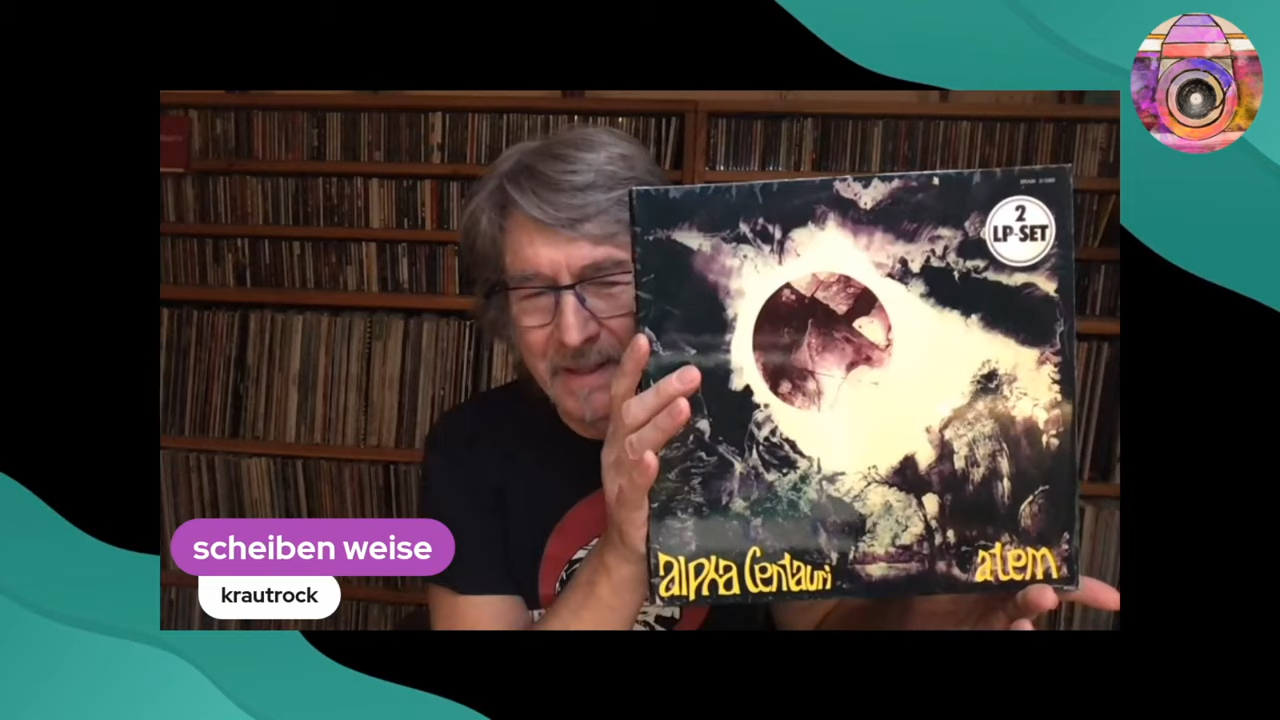 2
LP-SET
alpha Centauri
atem
scheiben weise
krautrock